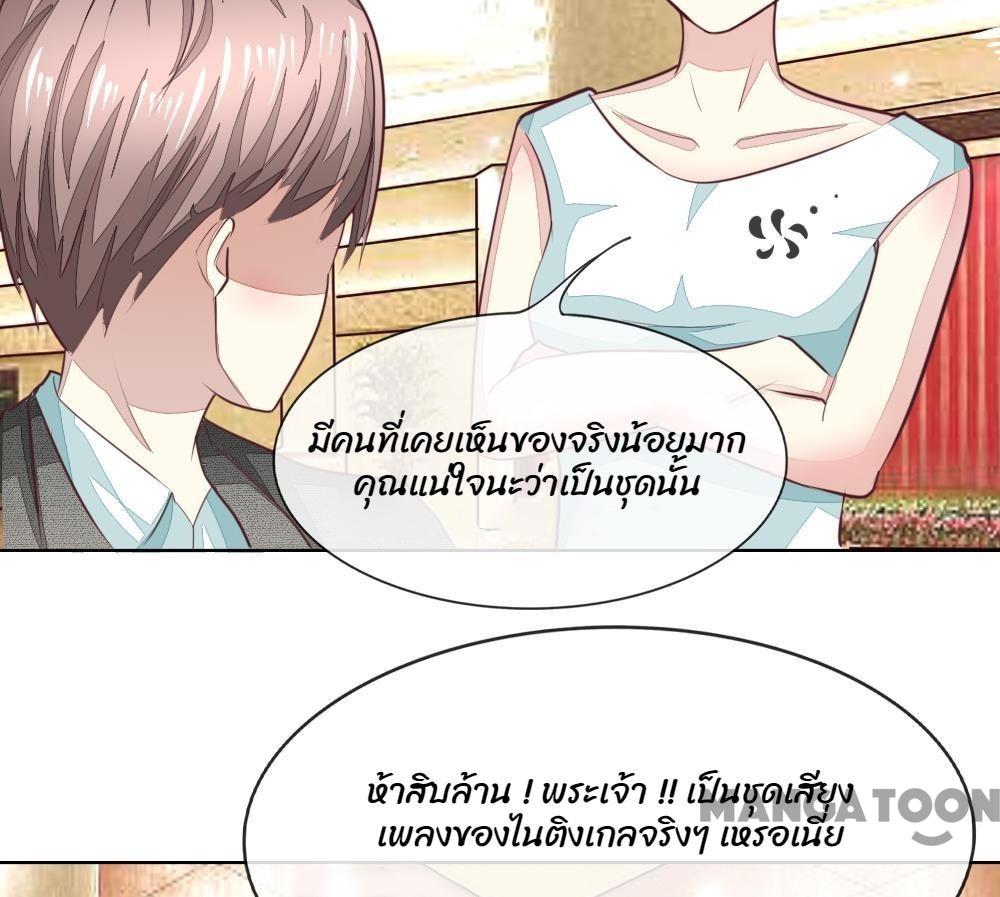 มีคนที่เคยเห็นของจริงน้อยมาก
คุณแน่ใจนะว่าเป็นชุดนั้น
ห้าสิบล้าน ! พระเจ้า !! เป็นชุดเสียง
เพลงของไนติงเกลจริงๆ เหรอเนี่ย
MANGATOON